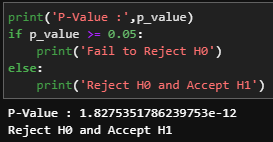 print('P-Value :',p_value)
if p_value >= 0.05:
    print('Fail to Reject H0')
else:
    print('Reject H0 and Accept H1')
P-Value : 1.8275351786239753e-12
Reject H0 and Accept H1